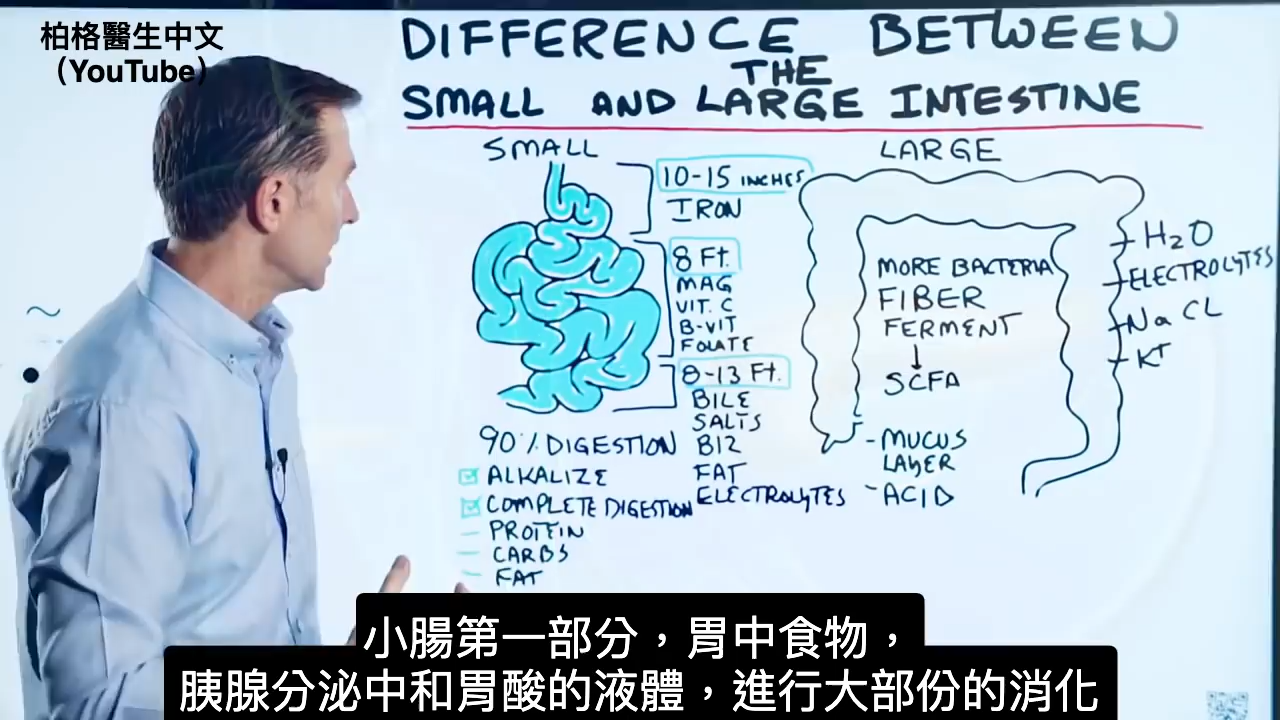 柏格醫生中文
（YouTube）
DIFFERENCE BETWEEN
THE
SMALL AND LARGE INTESTINE
SMALL
10-15 INCHES
IRON
8 Ft.
MAG
VIT. C
B-VIT
FOLATE
8-13 Ft.
BILE
SALTS
B12
FAT
ELECTROLYTES
90% DIGESTION
ALKALIZE
COMPLETE DIGESTION
- PROTEIN
- CARBS
- FAT
LARGE
MORE BACTERIA
FIBER
FERMENT
↓
SCFA
- MUCUS
LAYER
- ACID
H2O
ELECTROLYTES
NaCL
K+
小腸第一部分，胃中食物，
胰腺分泌中和胃酸的液體，進行大部份的消化